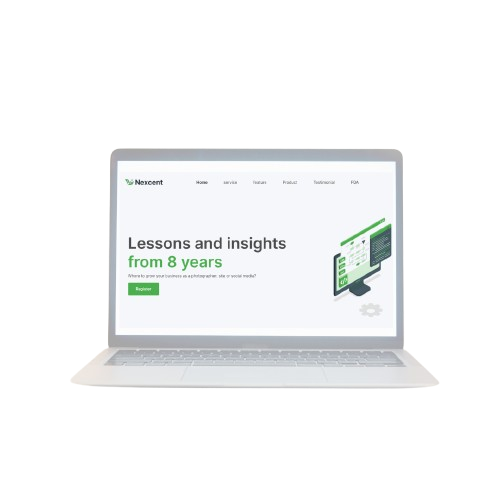 Nexcent
Home service feature Product Testimonial FQA
Lessons and insights
from 8 years
Where to grow your business as a photographer: site or social media?
Register